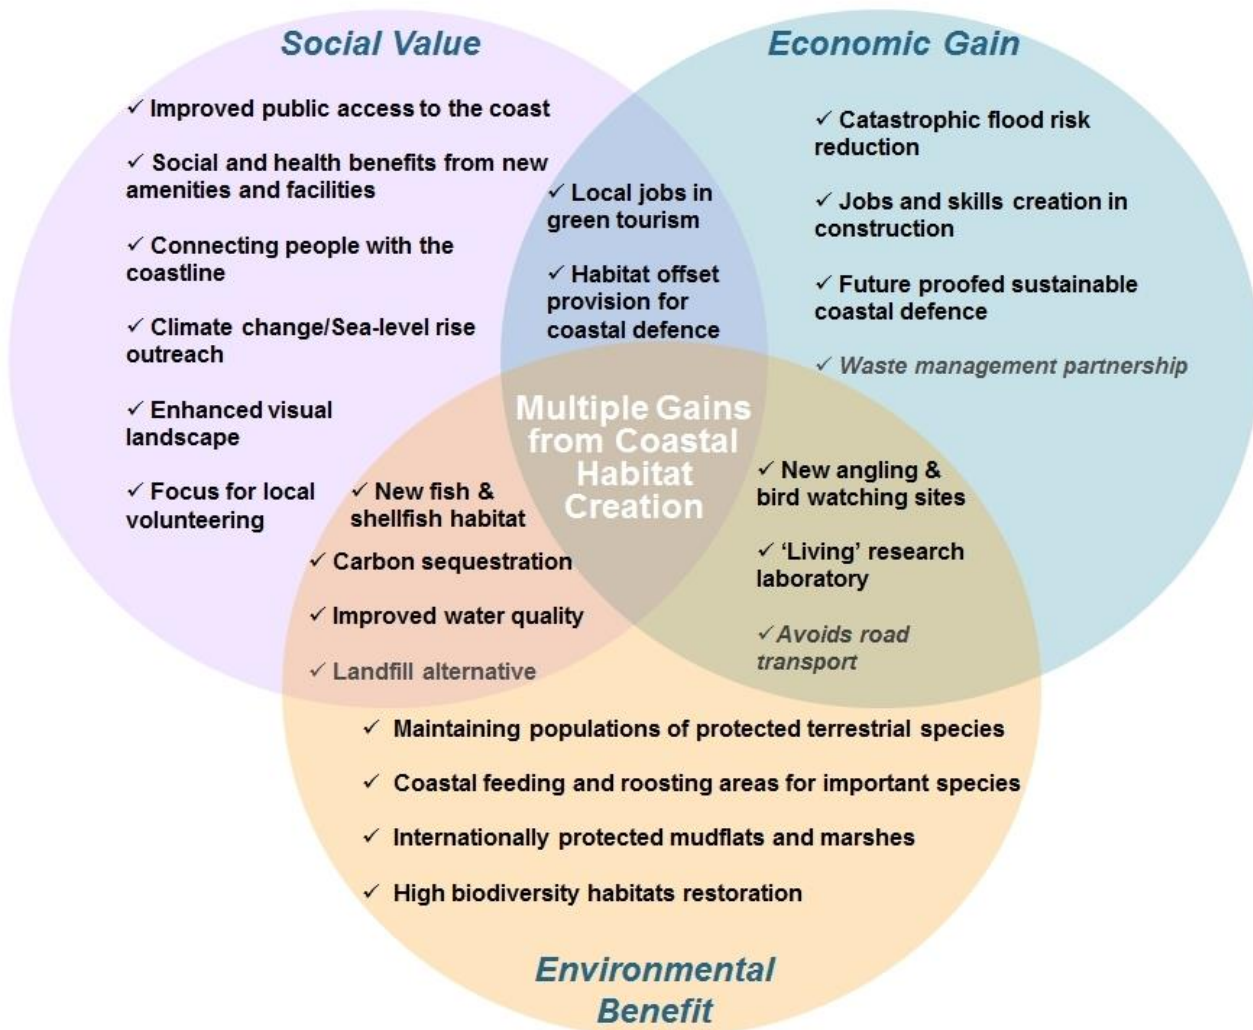 Social Value
✓ Improved public access to the coast
✓ Social and health benefits from new
amenities and facilities
✓ Connecting people with the
coastline
✓ Climate change/Sea-level rise
outreach
✓ Enhanced visual
landscape
✓ Focus for local
volunteering
Economic Gain
✓ Catastrophic flood risk
reduction
✓ Jobs and skills creation in
construction
✓ Future proofed sustainable
coastal defence
✓ Waste management partnership
✓ Local jobs in
green tourism
✓ Habitat offset
provision for
coastal defence
Multiple Gains
from Coastal
Habitat
Creation
✓ New fish &
shellfish habitat
✓ Carbon sequestration
✓ Improved water quality
✓ Landfill alternative
✓ New angling &
bird watching sites
✓ ‘Living’ research
laboratory
✓ Avoids road
transport
✓ Maintaining populations of protected terrestrial species
✓ Coastal feeding and roosting areas for important species
✓ Internationally protected mudflats and marshes
✓ High biodiversity habitats restoration
Environmental
Benefit